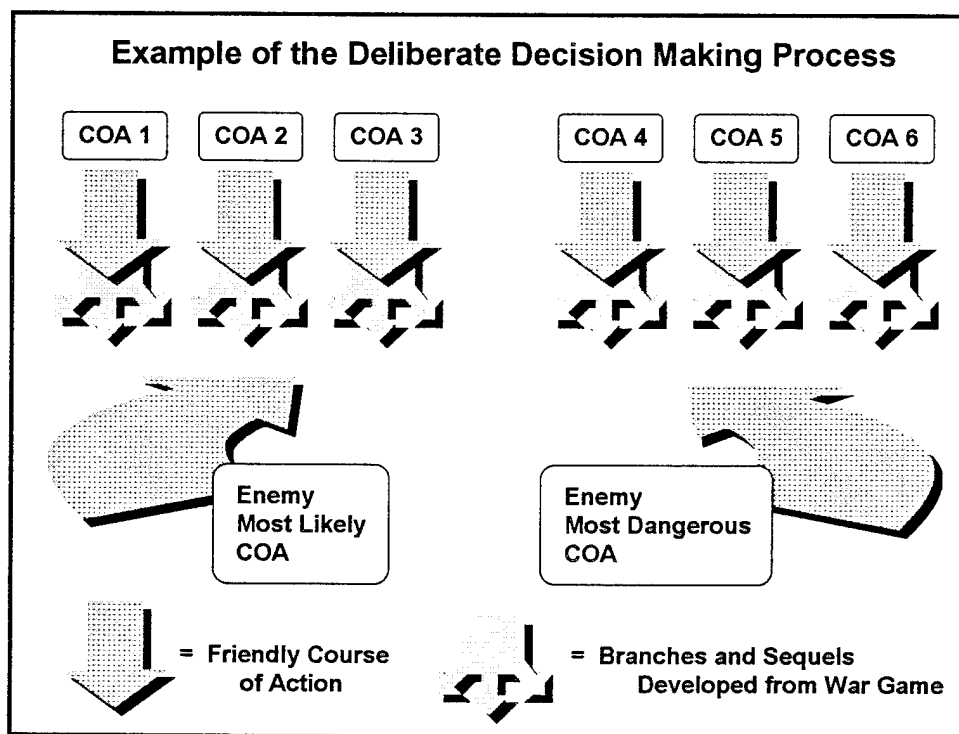 Example of the Deliberate Decision Making Process
COA 1
COA 2
COA 3
COA 4
COA 5
COA 6
Enemy
Most Likely
COA
Enemy
Most Dangerous
COA
= Friendly Course
of Action
= Branches and Sequels
Developed from War Game